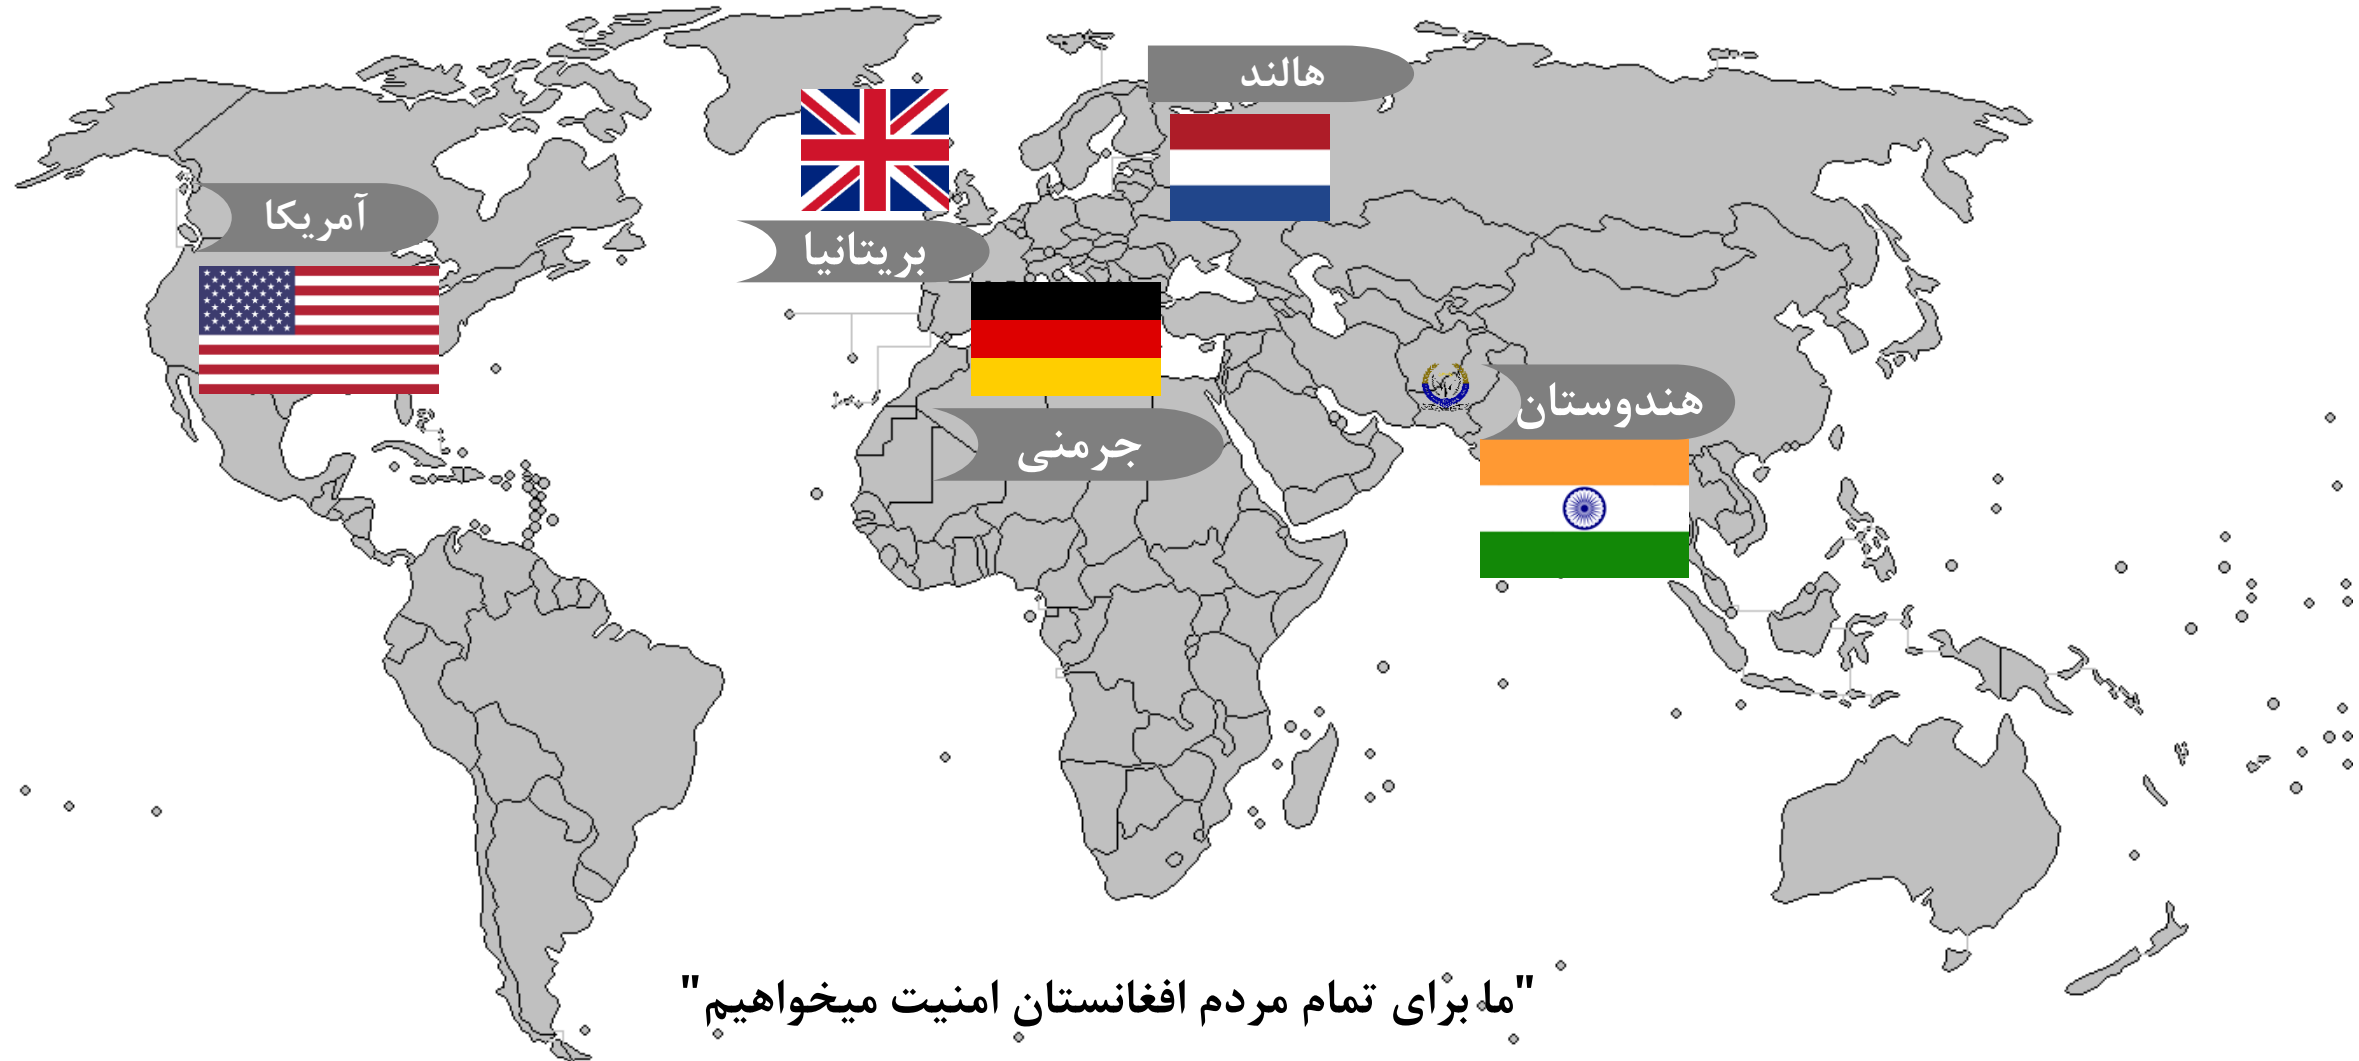 هالند
آمریکا
بریتانیا
هندوستان
جرمنی
"ما برای تمام مردم افغانستان امنیت میخواهیم"